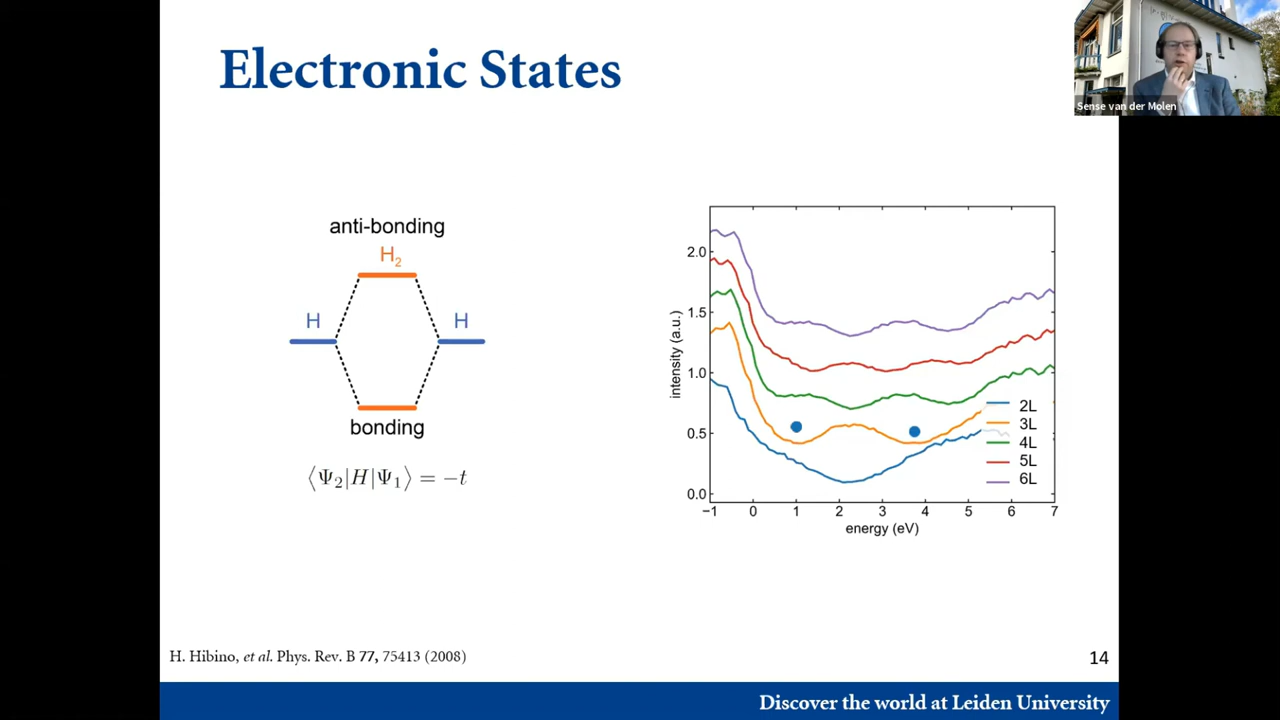 Electronic States
Sense van der Molen
anti-bonding
H2
H
H
bonding
⟨Ψ2|H|Ψ1⟩ = −t
intensity (a.u.)
2.0
1.5
1.0
0.5
0.0
−1 0 1 2 3 4 5 6 7
energy (eV)
2L
3L
4L
5L
6L
H. Hibino, et al. Phys. Rev. B 77, 75413 (2008)
14
Discover the world at Leiden University